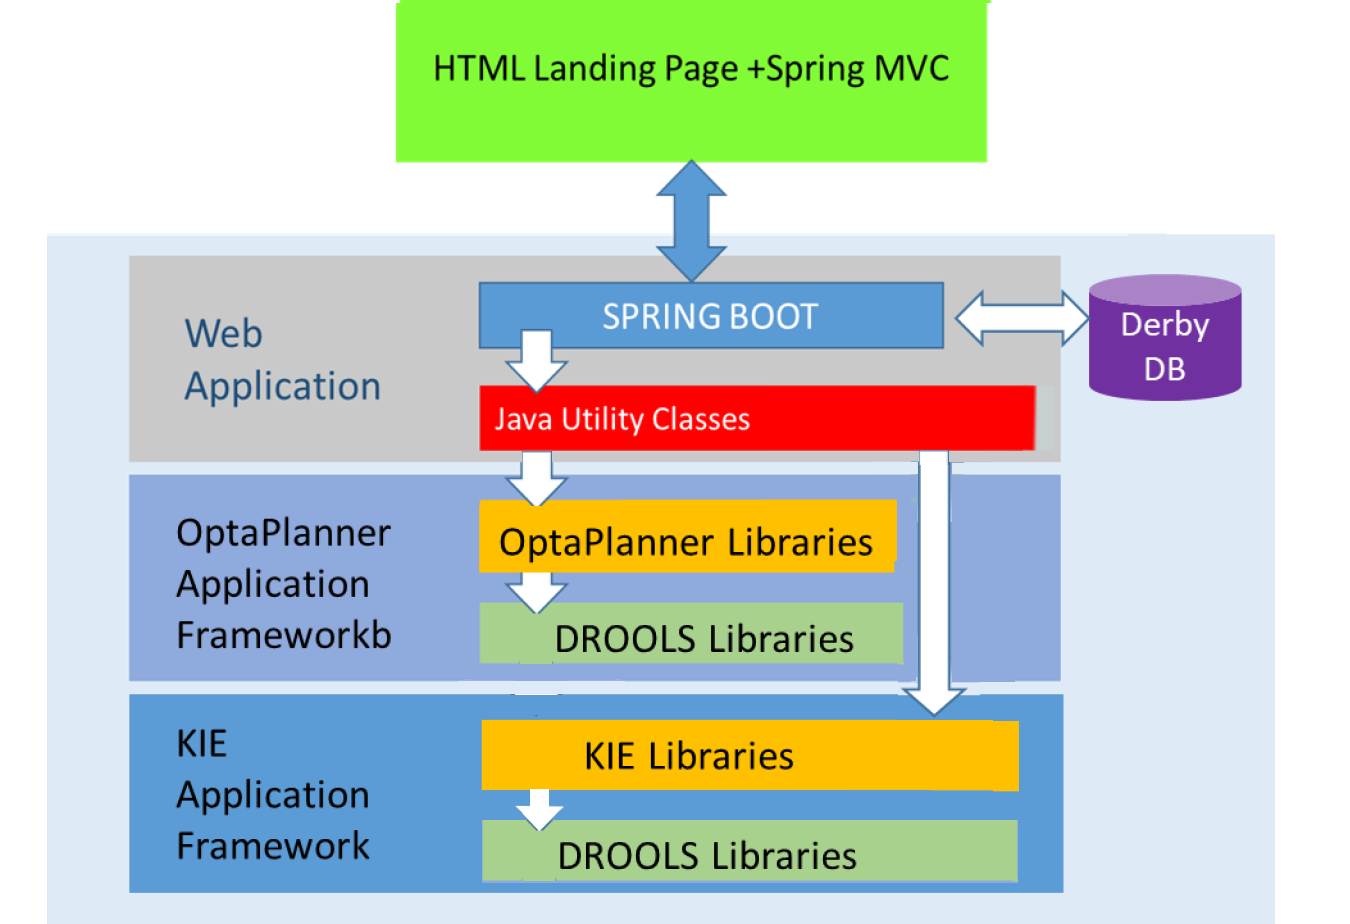 HTML Landing Page +Spring MVC
SPRING BOOT
Web
Application
Derby
DB
Java Utility Classes
OptaPlanner
Application
Frameworkb
OptaPlanner Libraries
DROOLS Libraries
KIE
Application
Framework
KIE Libraries
DROOLS Libraries